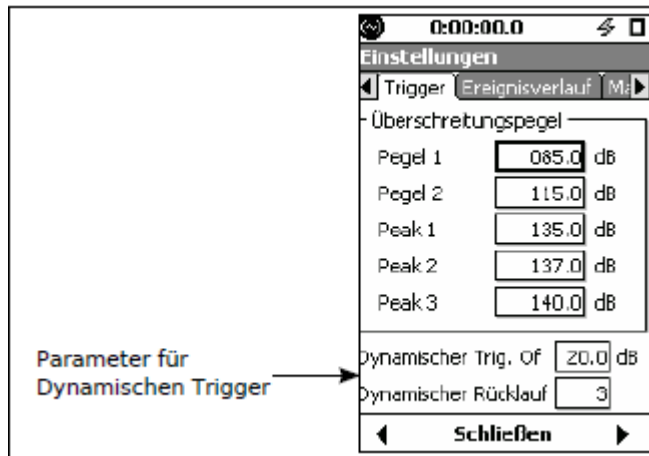 0:00:00.0
Einstellungen
Trigger Ereignisverlauf Ma
Überschreitungspegel
Pegel 1 085.0 dB
Pegel 2 115.0 dB
Peak 1 135.0 dB
Peak 2 137.0 dB
Peak 3 140.0 dB
Parameter für
Dynamischen Trigger
Dynamischer Trig. Of 20.0 dB
Dynamischer Rücklauf 3
Schließen